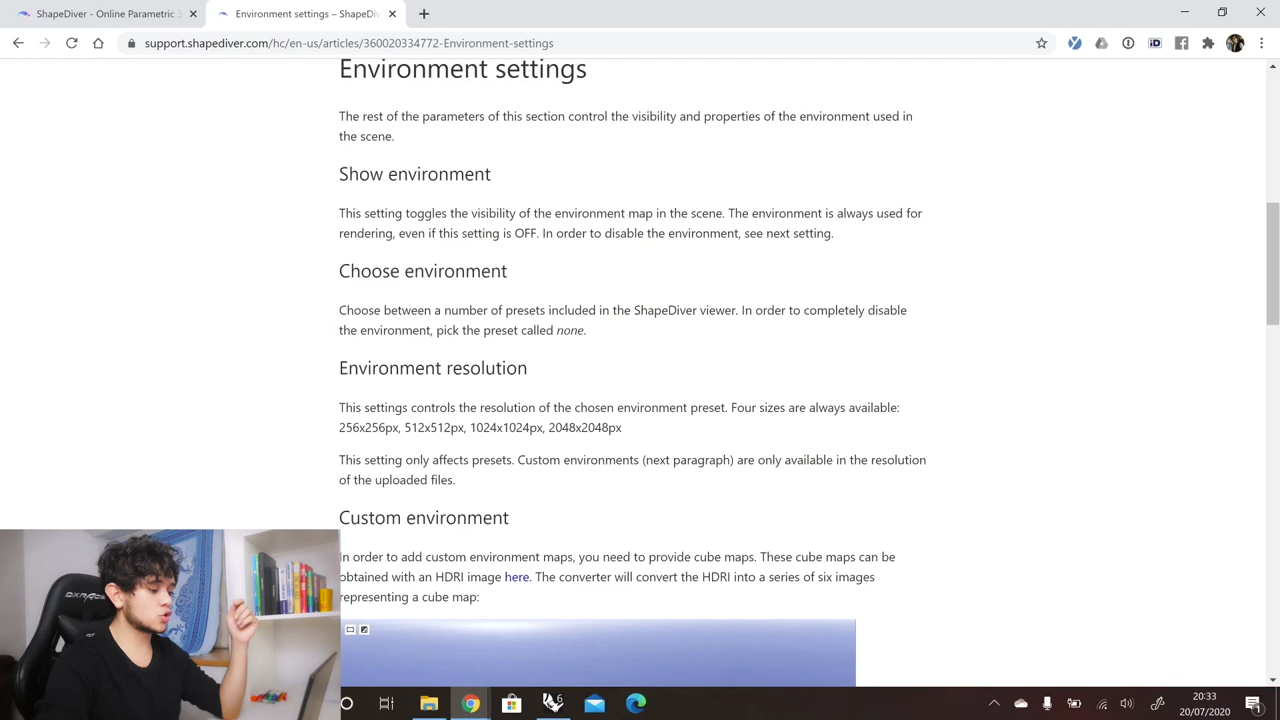 ShapeDiver - Online Parametric 3
Environment settings – ShapeDiv
support.shapediver.com/hc/en-us/articles/360020334772-Environment-settings
Environment settings
The rest of the parameters of this section control the visibility and properties of the environment used in
the scene.
Show environment
This setting toggles the visibility of the environment map in the scene. The environment is always used for
rendering, even if this setting is OFF. In order to disable the environment, see next setting.
Choose environment
Choose between a number of presets included in the ShapeDiver viewer. In order to completely disable
the environment, pick the preset called none.
Environment resolution
This settings controls the resolution of the chosen environment preset. Four sizes are always available:
256x256px, 512x512px, 1024x1024px, 2048x2048px
This setting only affects presets. Custom environments (next paragraph) are only available in the resolution
of the uploaded files.
Custom environment
In order to add custom environment maps, you need to provide cube maps. These cube maps can be
obtained with an HDRI image here. The converter will convert the HDRI into a series of six images
representing a cube map:
DXRACER
6
20:33
20/07/2020
1